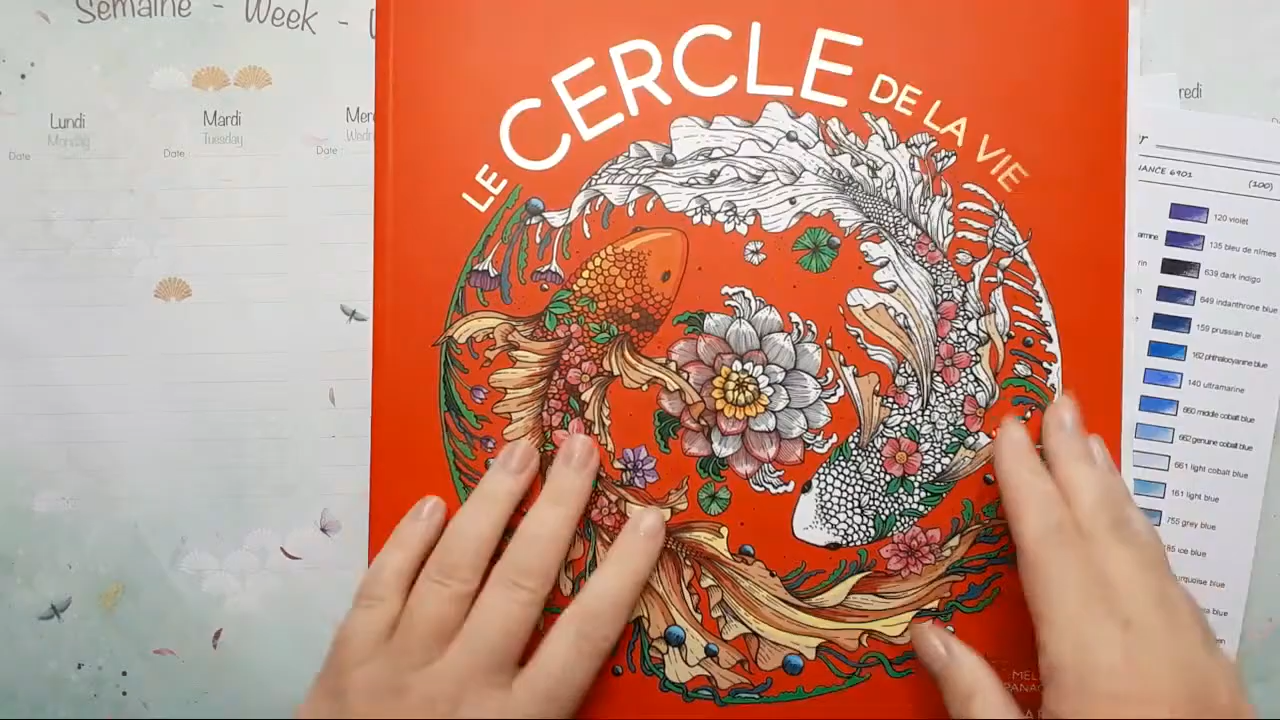 Semaine - Week -
Lundi
Monday
Date
Mardi
Tuesday
Date :
Date :
LE CERCLE DE LA VIE
120 violet
135 bleu de nîmes
639 dark indigo
649 indanthrone blue
159 prussian blue
162 phthalocyanine blue
140 ultramarine
660 middle cobalt blue
662 genuine cobalt blue
661 light cobalt blue
161 light blue
755 grey blue
ice blue
(100)
6901